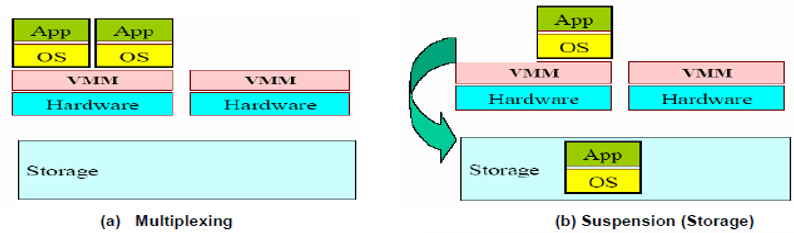 App App
OS OS
VMM VMM
Hardware Hardware
Storage
(a) Multiplexing
App
OS
VMM VMM
Hardware Hardware
App
Storage
OS
(b) Suspension (Storage)